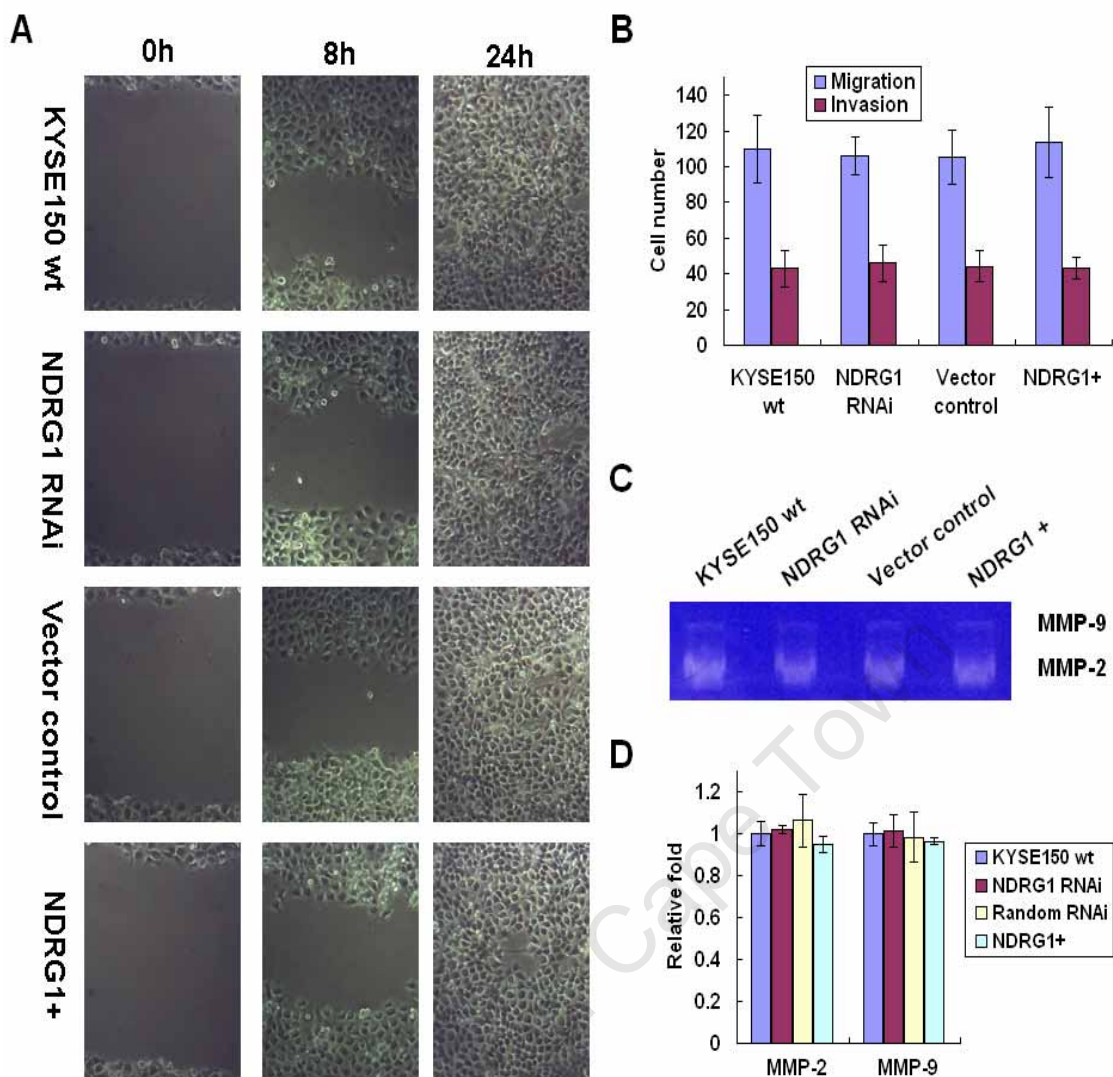 A
0h 8h 24h
KYSE150 wt
NDRG1 RNAi
Vector control
NDRG1+
B
Migration
Invasion
Cell number
140
120
100
80
60
40
20
0
KYSE150 wt
NDRG1 RNAi
Vector control
NDRG1+
C
KYSE150 wt
NDRG1 RNAi
Vector control
NDRG1 +
MMP-9
MMP-2
D
Relative fold
1.2
1
0.8
0.6
0.4
0.2
0
MMP-2 MMP-9
KYSE150 wt
NDRG1 RNAi
Random RNAi
NDRG1+
Cape Town